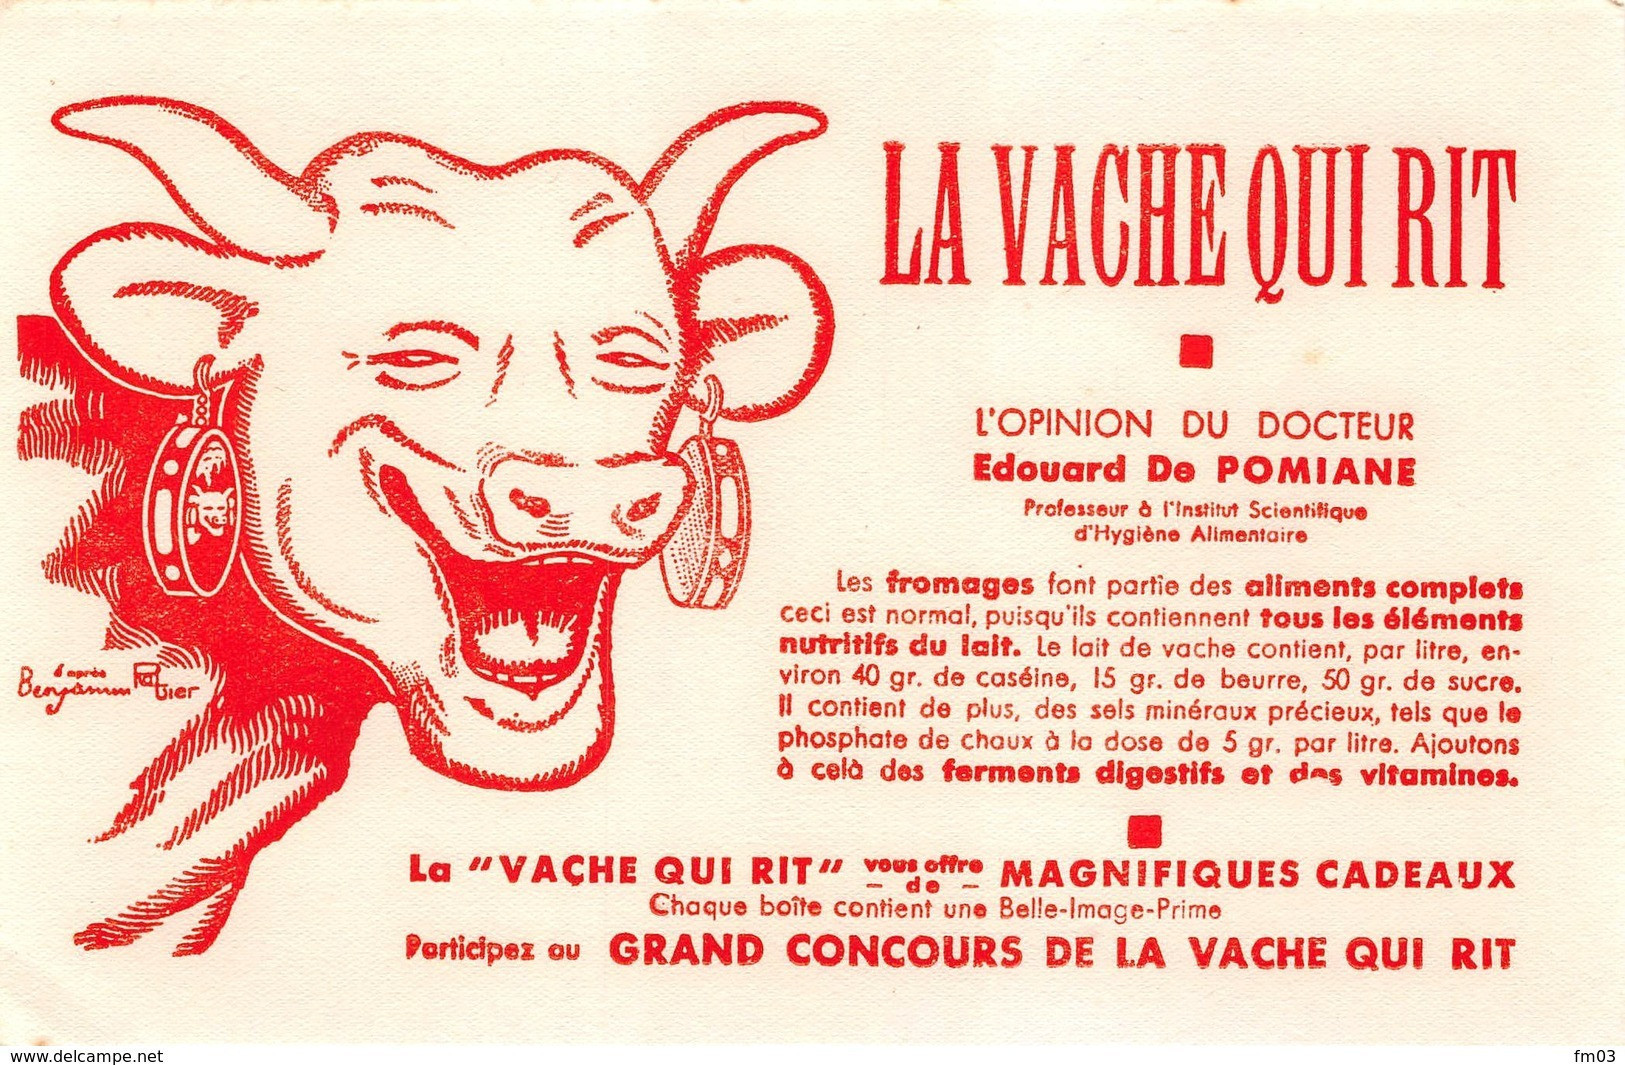 LA VACHE QUI RIT
L'OPINION DU DOCTEUR
Edouard De POMIANE
Professeur à l'Institut Scientifique
d'Hygiène Alimentaire
Les fromages font partie des aliments complets
ceci est normal, puisqu'ils contiennent tous les éléments
nutritifs du lait. Le lait de vache contient, par litre, en-
viron 40 gr. de caséine, 15 gr. de beurre, 50 gr. de sucre.
Il contient de plus, des sels minéraux précieux, tels que le
phosphate de chaux à la dose de 5 gr. par litre. Ajoutons
à celà des ferments digestifs et des vitamines.
d'après
Benjamin Rabier
La "VACHE QUI RIT" vous offre - de - MAGNIFIQUES CADEAUX
Chaque boîte contient une Belle-Image-Prime
Participez au GRAND CONCOURS DE LA VACHE QUI RIT
www.delcampe.net
fm03